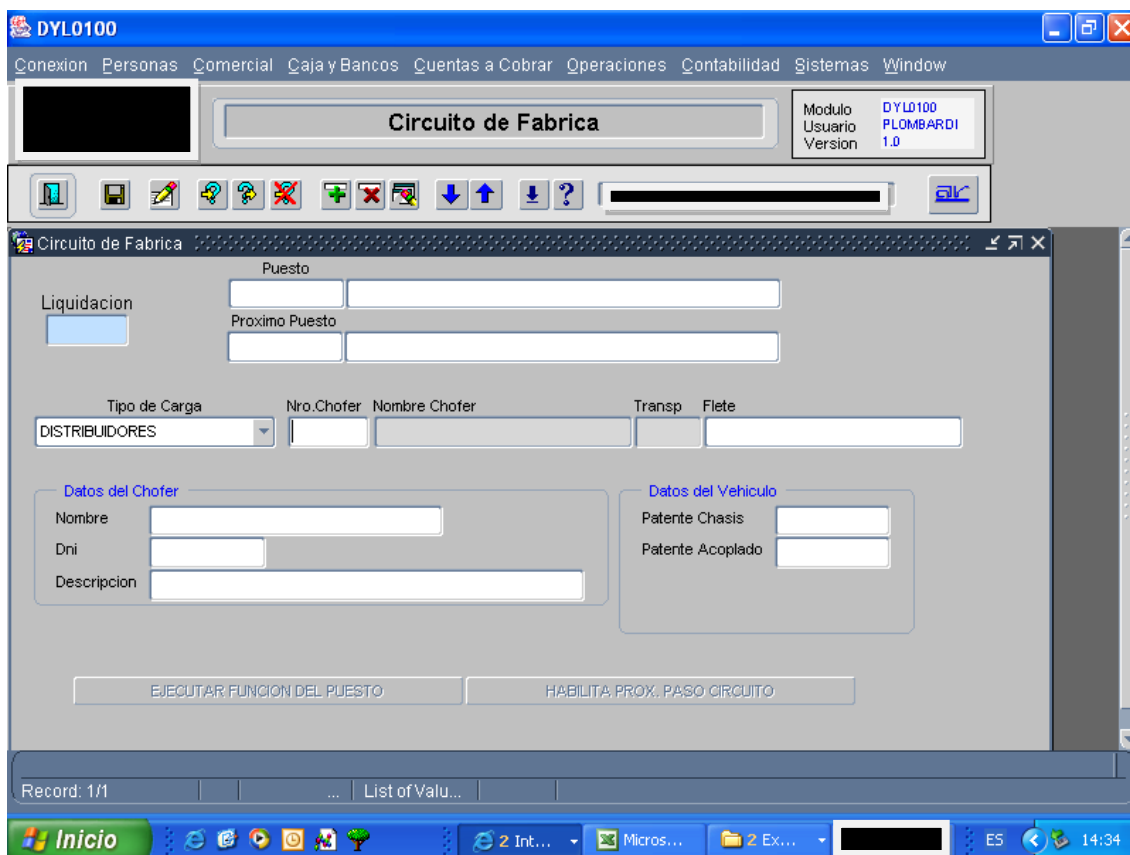 DYL0100
Conexion Personas Comercial Caja y Bancos Cuentas a Cobrar Operaciones Contabilidad Sistemas Window
Circuito de Fabrica
Modulo DYL0100
Usuario PLOMBARDI
Version 1.0
ar
Circuito de Fabrica
Puesto
Liquidacion
Proximo Puesto
Tipo de Carga Nro.Chofer Nombre Chofer Transp Flete
DISTRIBUIDORES
Datos del Chofer Datos del Vehiculo
Nombre Patente Chasis
Dni Patente Acoplado
Descripcion
EJECUTAR FUNCION DEL PUESTO HABILITA PROX. PASO CIRCUITO
Record: 1/1 ... List of Valu...
Inicio 2 Int... Micros... 2 Ex... ES 14:34